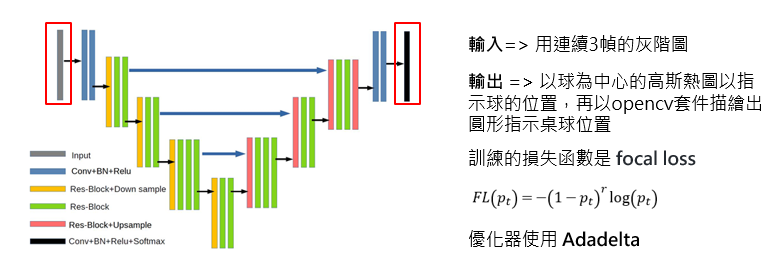 輸入=> 用連續3幀的灰階圖
輸出 => 以球為中心的高斯熱圖以指
示球的位置，再以opencv套件描繪出
圓形指示桌球位置
訓練的損失函數是 focal loss
FL(pₜ)=−(1−pₜ)ʳlog(pₜ)
優化器使用 Adadelta
Input
Conv+BN+Relu
Res-Block+Down sample
Res-Block
Res-Block+Upsample
Conv+BN+Relu+Softmax